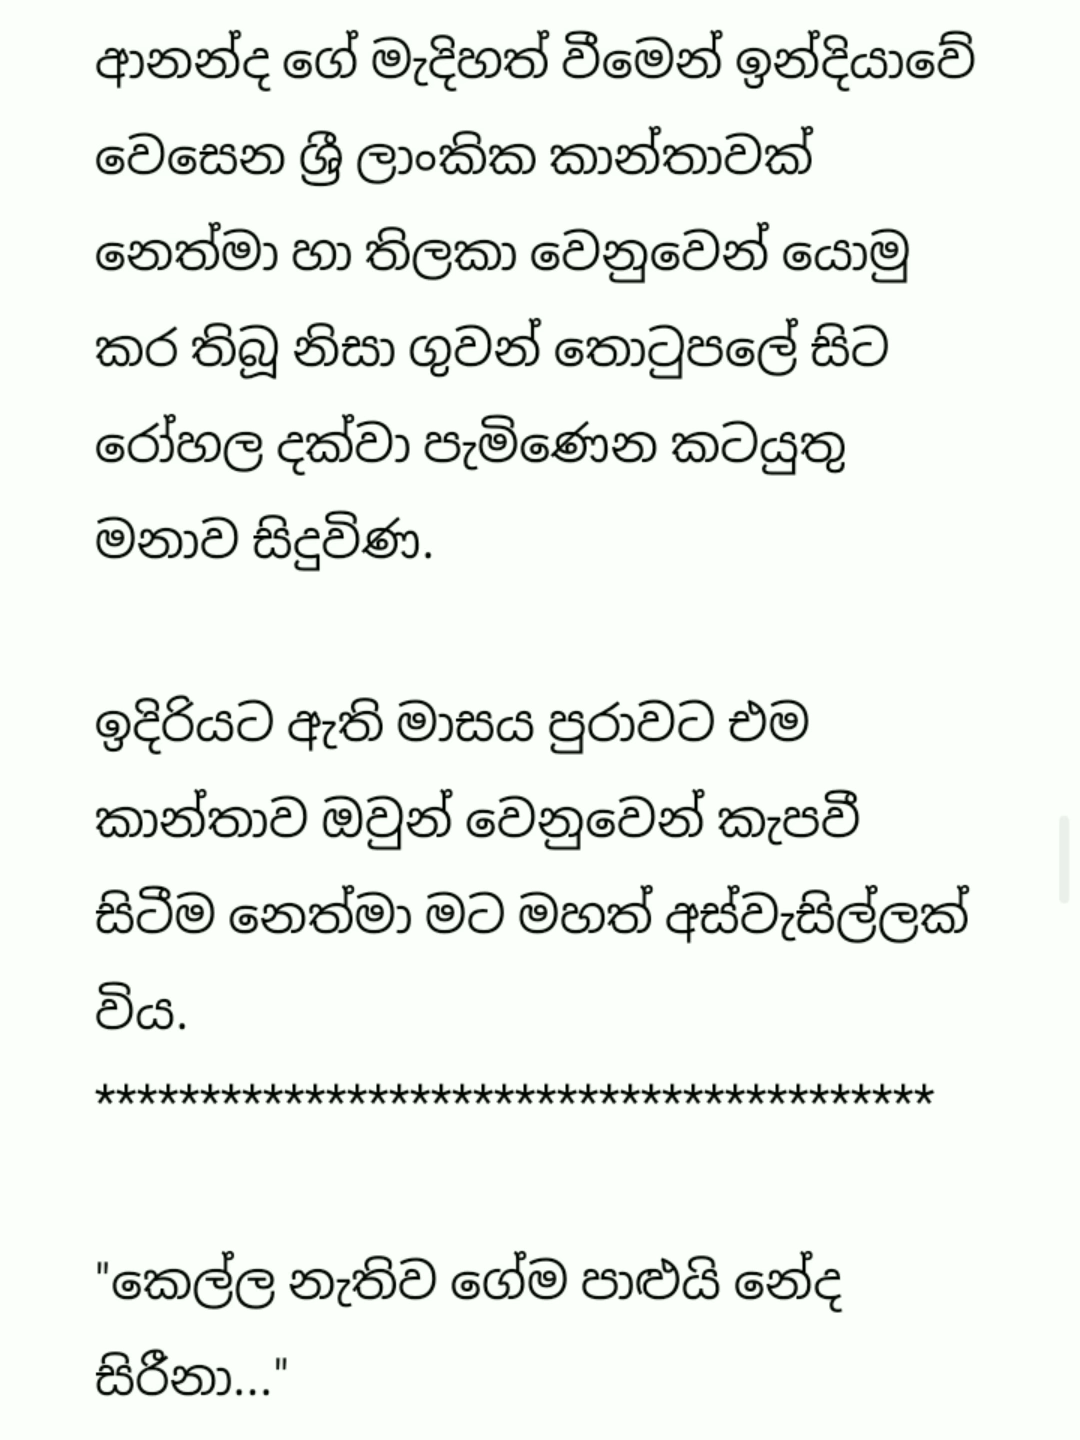 ආනන්ද ගේ මැදිහත් වීමෙන් ඉන්දියාවේ
වෙසෙන ශ්‍රී ලාංකික කාන්තාවක්
නෙත්මා හා තිලකා වෙනුවෙන් යොමු
කර තිබූ නිසා ගුවන් තොටුපලේ සිට
රෝහල දක්වා පැමිණෙන කටයුතු
මනාව සිදුවිණ.
ඉදිරියට ඇති මාසය පුරාවට එම
කාන්තාව ඔවුන් වෙනුවෙන් කැපවී
සිටීම නෙත්මා මට මහත් අස්වැසිල්ලක්
විය.
****************************************
"කෙල්ල නැතිව ගේම පාළුයි නේද
සිරීනා..."